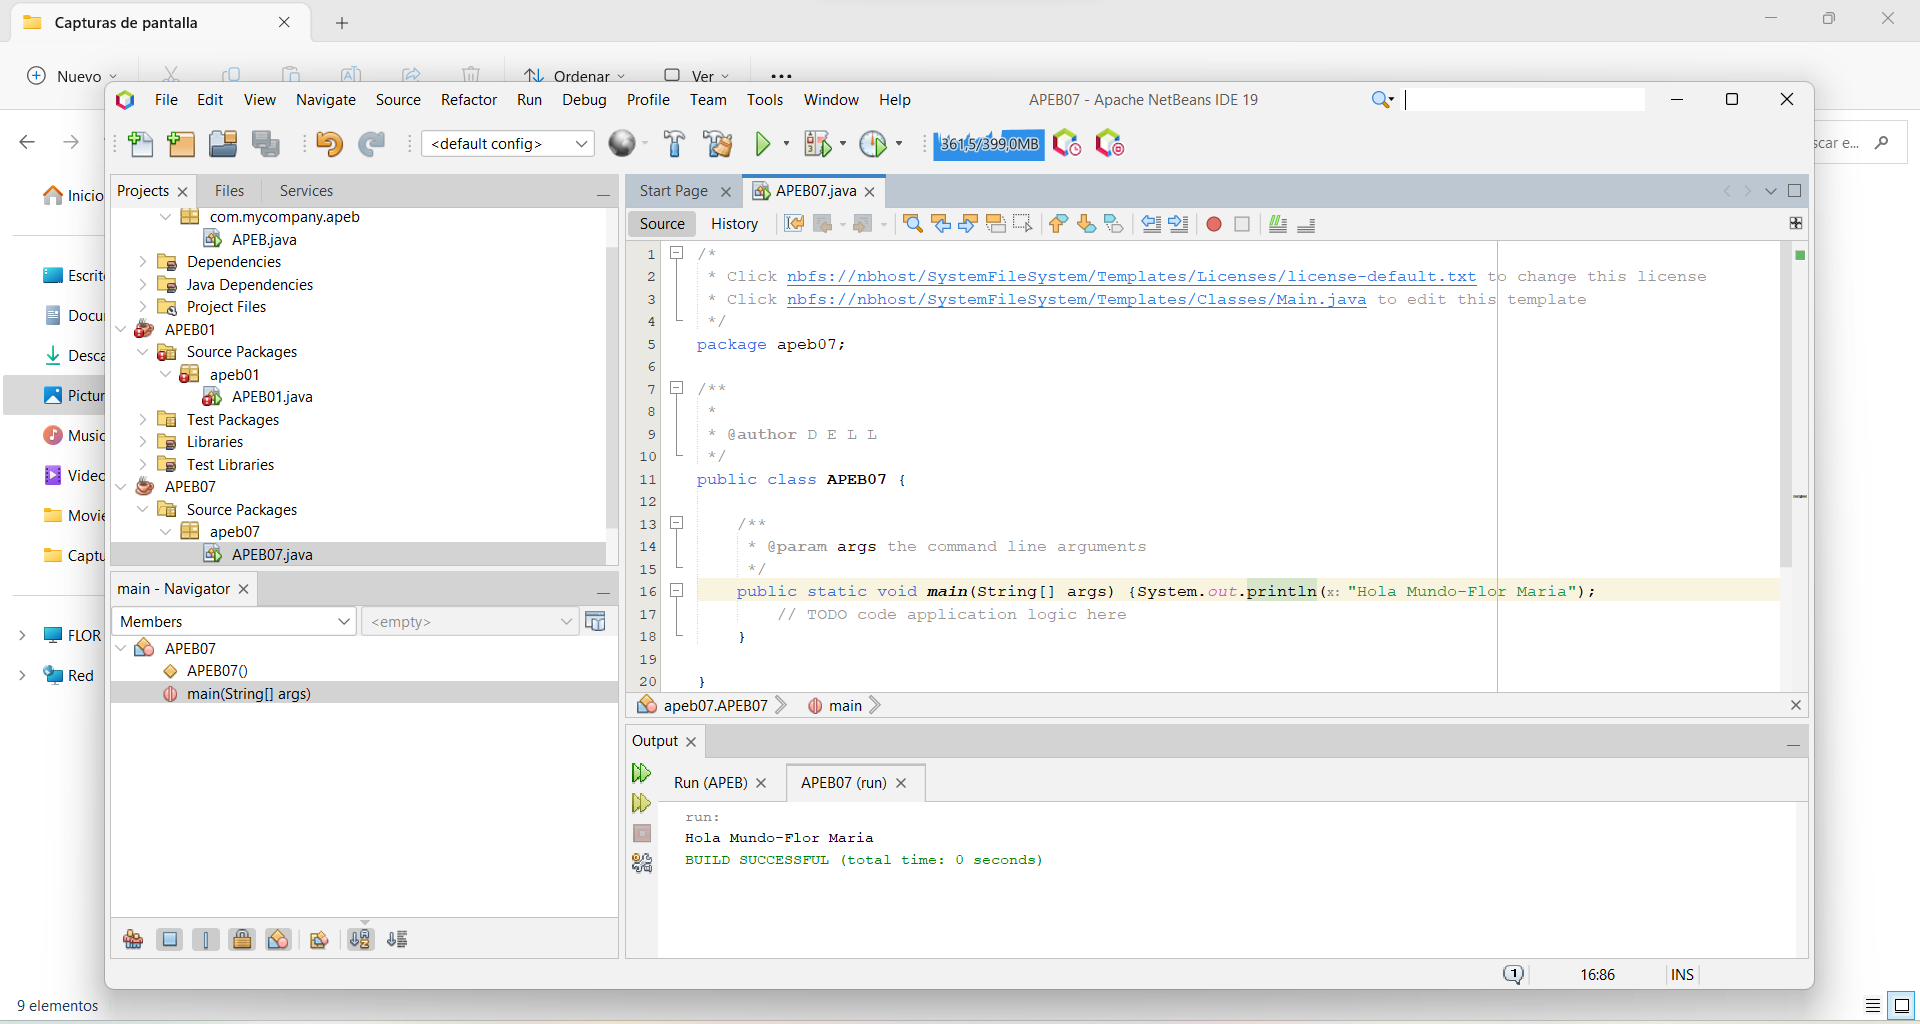 Capturas de pantalla
Nuevo Ordenar Ver
File Edit View Navigate Source Refactor Run Debug Profile Team Tools Window Help APEB07 - Apache NetBeans IDE 19
<default config> 361,5/399,0MB
scar e...
Inicio
Escrit
Docu
Desca
Pictur
Music
Videc
Movie
Captu
FLOR
Red
9 elementos
Projects Files Services
com.mycompany.apeb
APEB.java
Dependencies
Java Dependencies
Project Files
APEB01
Source Packages
apeb01
APEB01.java
Test Packages
Libraries
Test Libraries
APEB07
Source Packages
apeb07
APEB07.java
main - Navigator
Members <empty>
APEB07
APEB07()
main(String[] args)
Start Page APEB07.java
Source History
1 /*
2 * Click nbfs://nbhost/SystemFileSystem/Templates/Licenses/license-default.txt to change this license
3 * Click nbfs://nbhost/SystemFileSystem/Templates/Classes/Main.java to edit this template
4 */
5 package apeb07;
6
7 /**
8 *
9 * @author D E L L
10 */
11 public class APEB07 {
12
13 /**
14 * @param args the command line arguments
15 */
16 public static void main(String[] args) {System.out.println(x: "Hola Mundo-Flor Maria");
17 // TODO code application logic here
18 }
19
20 }
apeb07.APEB07 main
Output
Run (APEB) APEB07 (run)
run:
Hola Mundo-Flor Maria
BUILD SUCCESSFUL (total time: 0 seconds)
1 16:86 INS